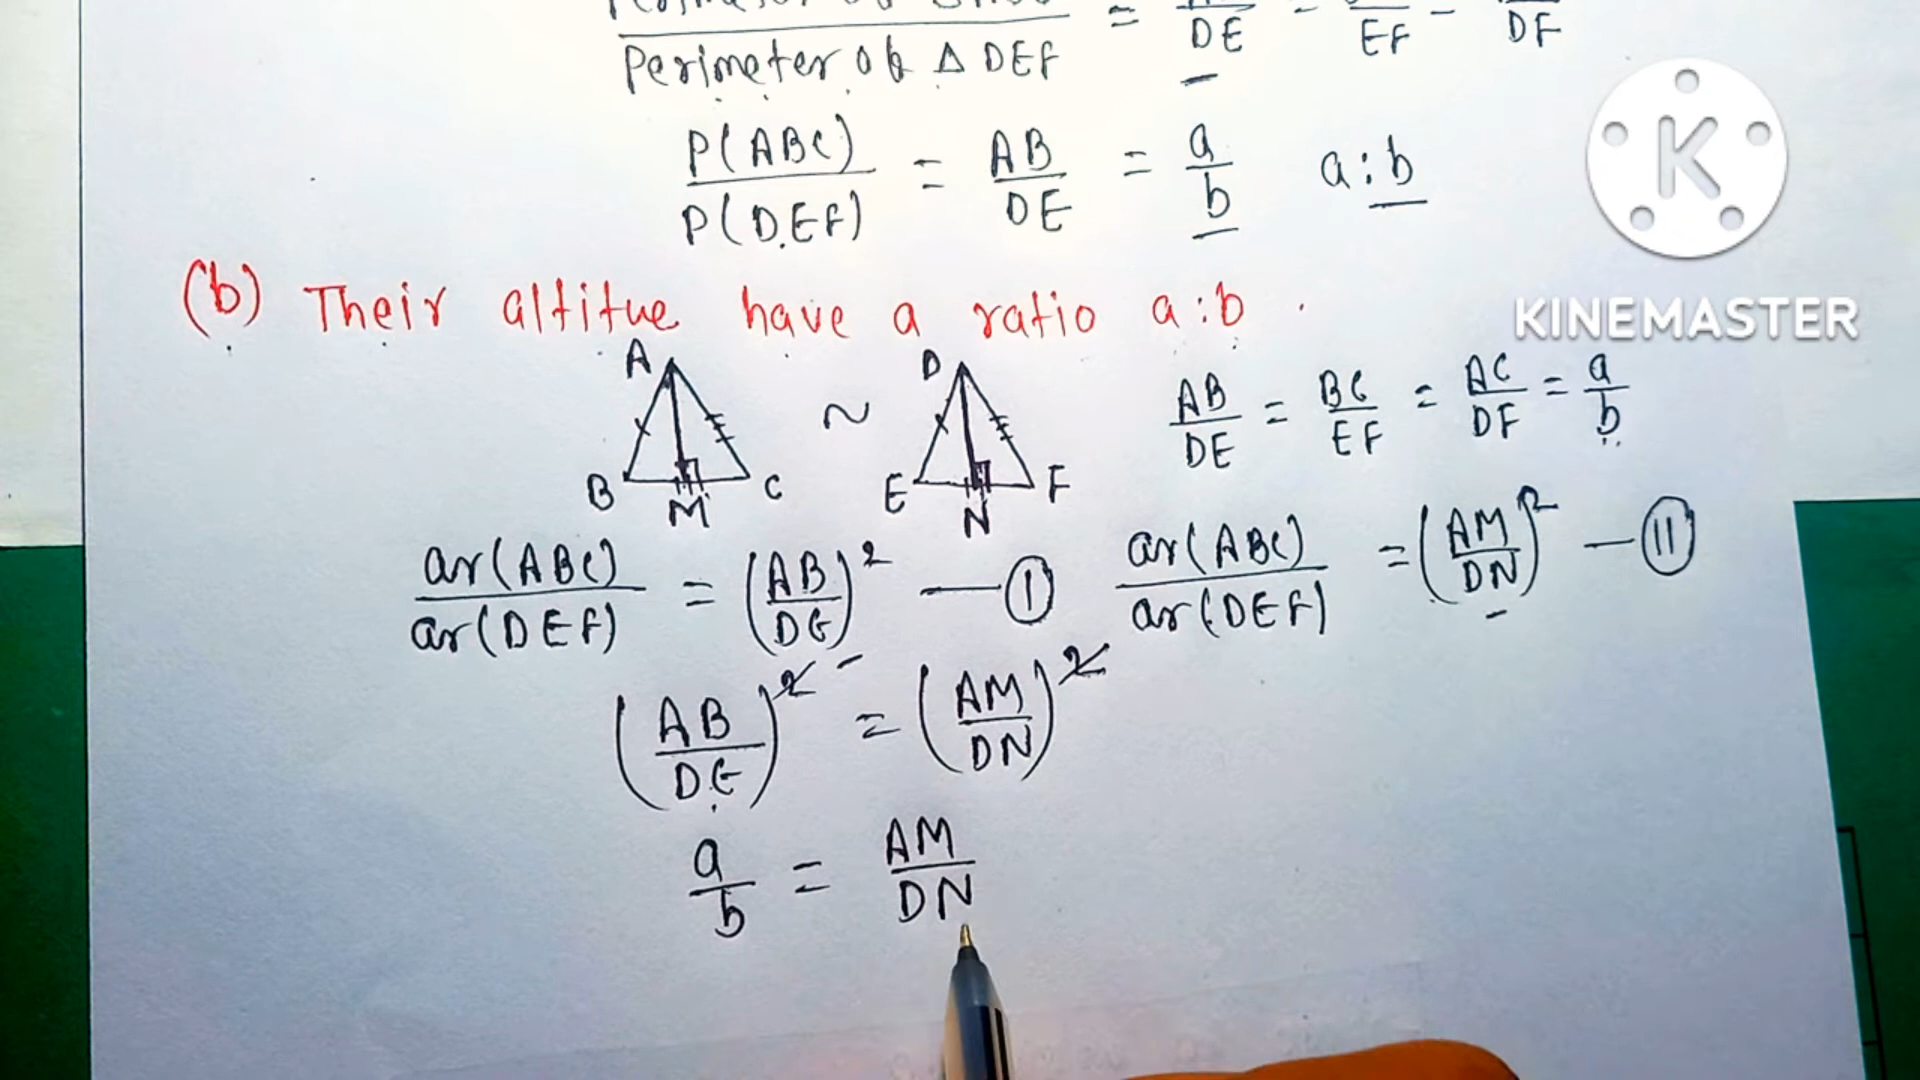 = DE = EF = DF
Perimeter of Δ DEF
P(ABC) / P(DEF) = AB / DE = a / b a:b
K
KINEMASTER
(b) Their altitue have a ratio a:b .
A B M C ~ D E N F
AB / DE = BC / EF = AC / DF = a / b
ar(ABC) / ar(DEF) = (AB / DE)² — I
ar(ABC) / ar(DEF) = (AM / DN)² — II
(AB / DE)² = (AM / DN)²
a / b = AM / DN